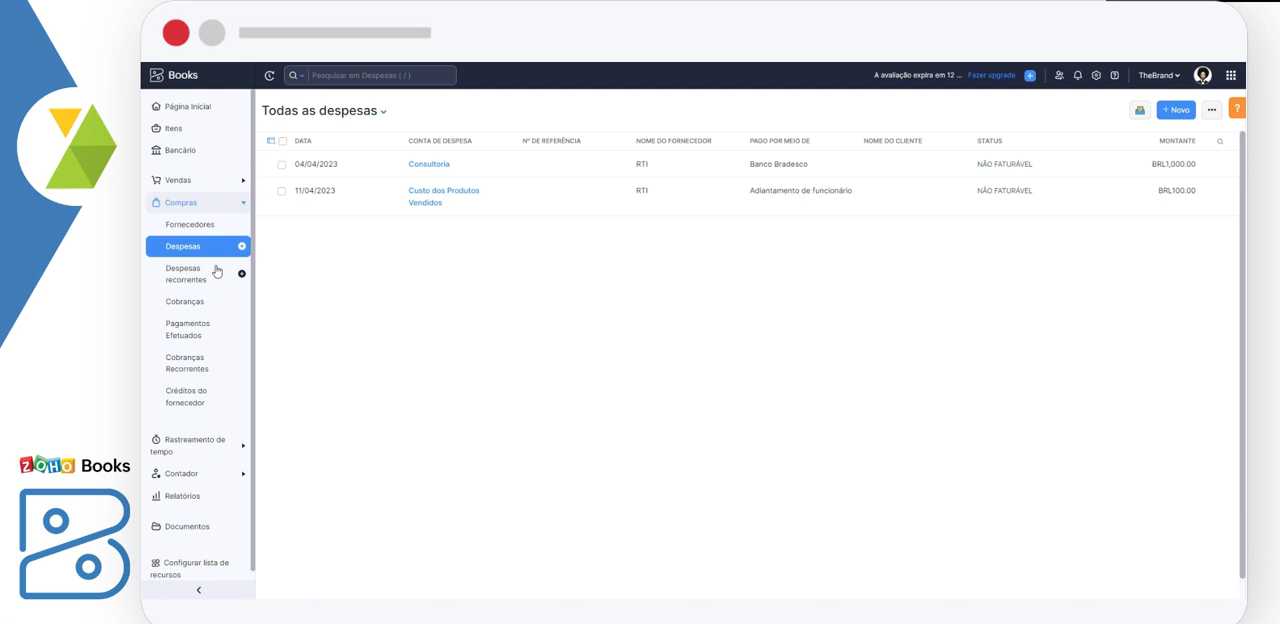 Books
Pesquisar em Despesas ( / )
A avaliação expira em 12 ...
Fazer upgrade
TheBrand
Página Inicial
Itens
Bancário
Vendas
Compras
Fornecedores
Despesas
Despesas
recorrentes
Cobranças
Pagamentos
Efetuados
Cobranças
Recorrentes
Créditos do
fornecedor
Rastreamento de
tempo
Contador
Relatórios
Documentos
Configurar lista de
recursos
Todas as despesas
+ Novo
?
DATA CONTA DE DESPESA Nº DE REFERÊNCIA NOME DO FORNECEDOR PAGO POR MEIO DE NOME DO CLIENTE STATUS MONTANTE
04/04/2023 Consultoria RTI Banco Bradesco NÃO FATURÁVEL BRL1,000.00
11/04/2023 Custo dos Produtos RTI Adiantamento de funcionário NÃO FATURÁVEL BRL100.00
Vendidos
ZOHO Books